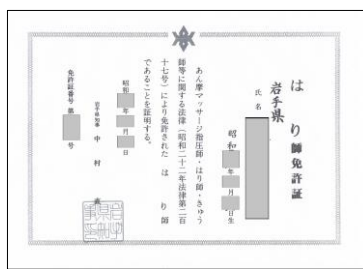 はり師免許証
岩手県
氏名
昭和 年 月 日生
あん摩マッサージ指圧師・はり師・きゅう
師等に関する法律（昭和二十二年法律第二百
十七号）により免許された はり師
であることを証明する。
昭和 年 月 日
岩手県知事 中村 直
免許証番号第 号